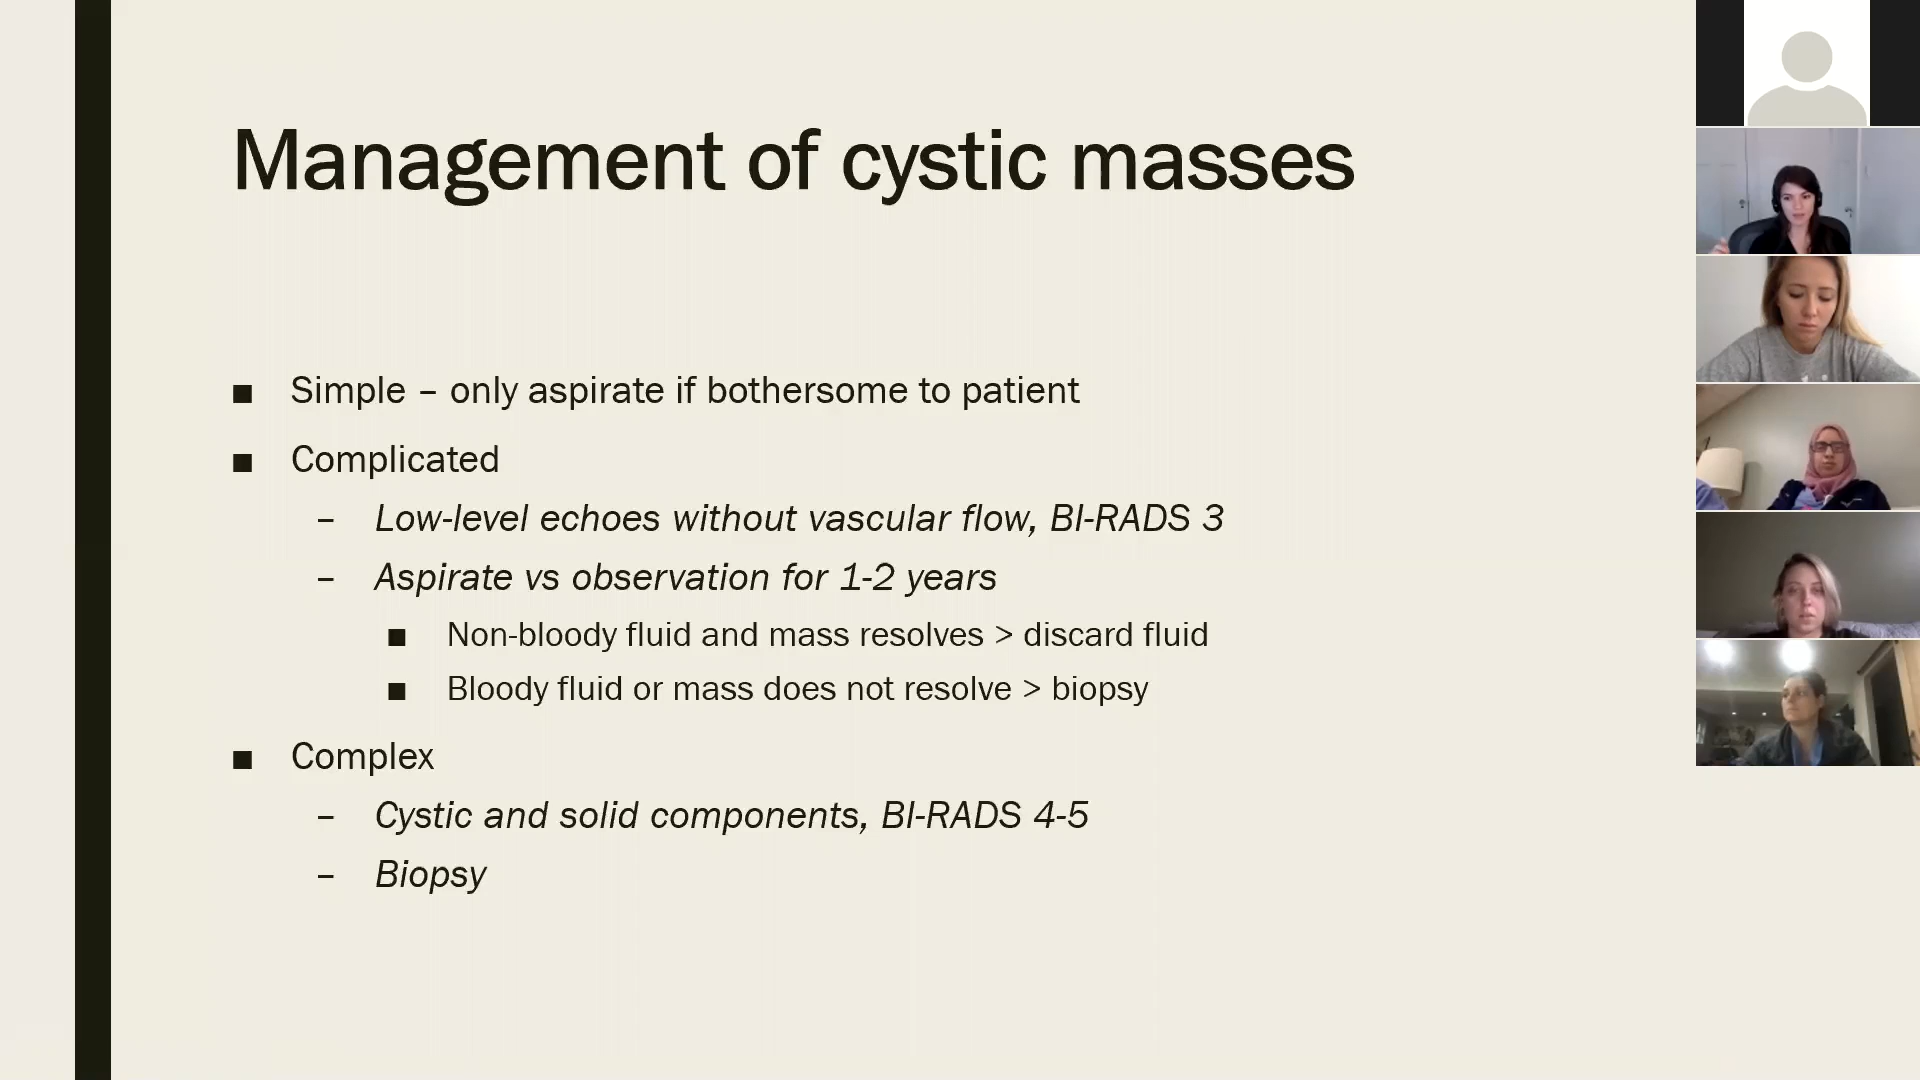 Management of cystic masses
■ Simple – only aspirate if bothersome to patient
■ Complicated
– Low-level echoes without vascular flow, BI-RADS 3
– Aspirate vs observation for 1-2 years
■ Non-bloody fluid and mass resolves > discard fluid
■ Bloody fluid or mass does not resolve > biopsy
■ Complex
– Cystic and solid components, BI-RADS 4-5
– Biopsy